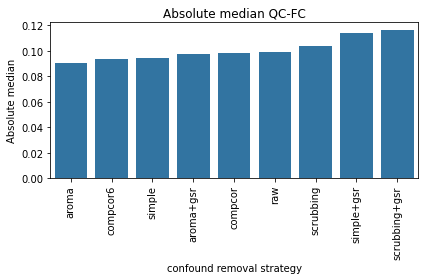 Absolute median QC-FC
Absolute median
0.12
0.10
0.08
0.06
0.04
0.02
0.00
aroma
compcor6
simple
aroma+gsr
compcor
raw
scrubbing
simple+gsr
scrubbing+gsr
confound removal strategy